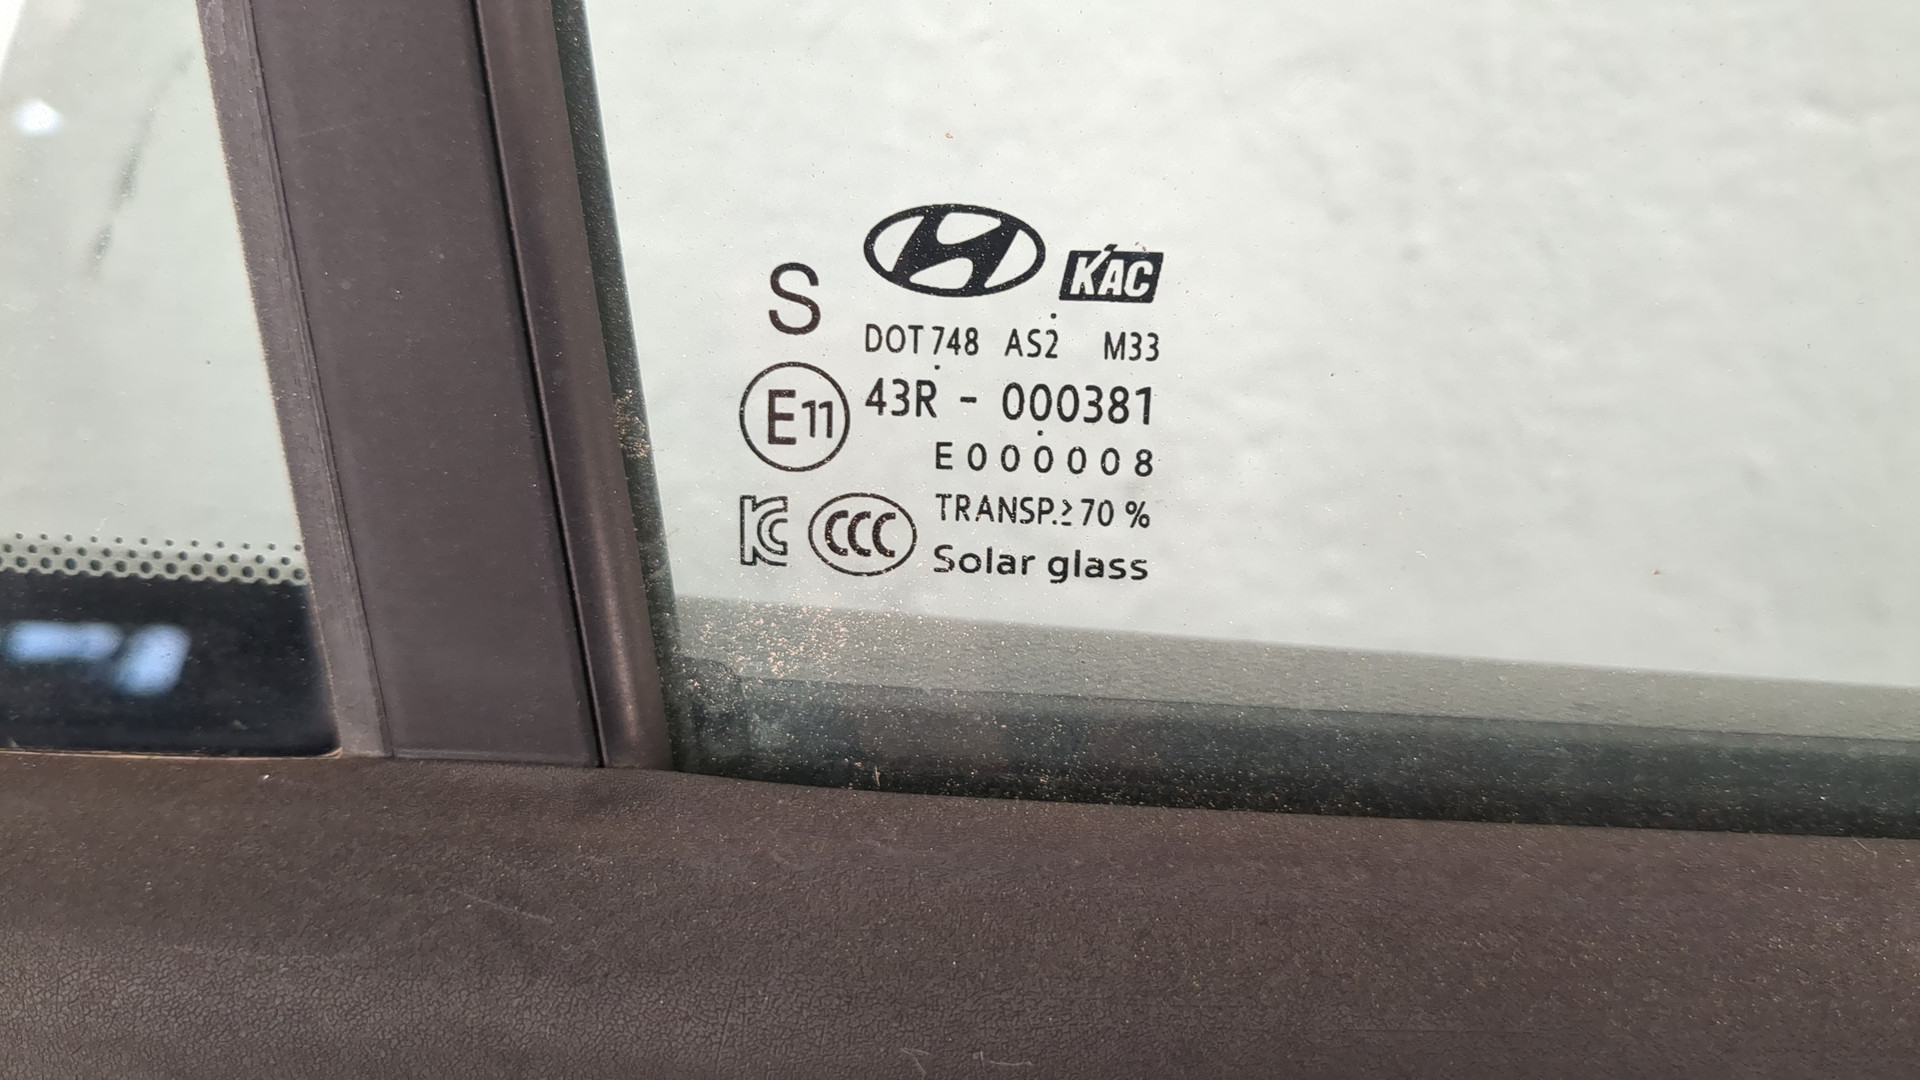 S KAC
DOT 748 AS2 M33
E11 43R - 000381
E000008
KC CCC TRANSP.≥70 %
Solar glass